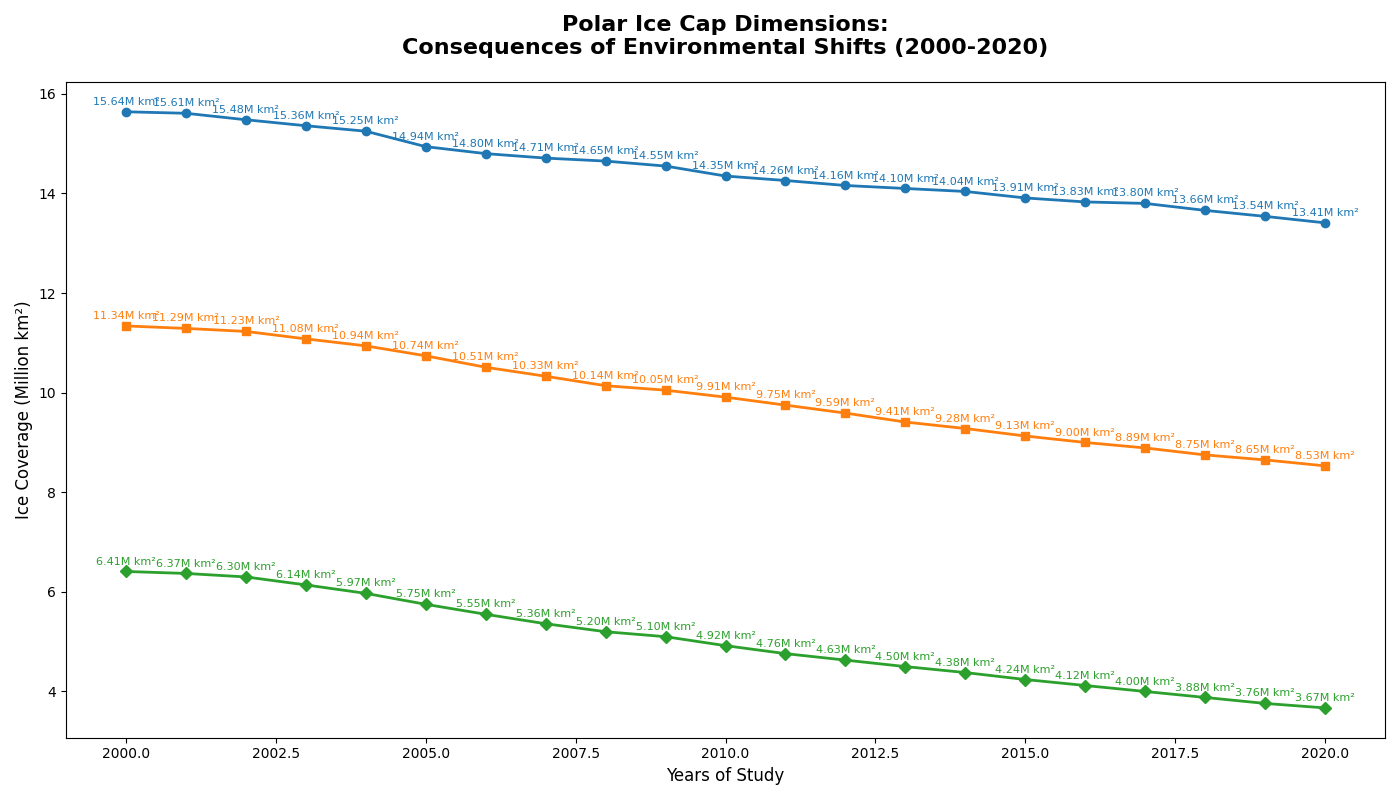 Polar Ice Cap Dimensions:
Consequences of Environmental Shifts (2000-2020)
Ice Coverage (Million km²)
16
14
12
10
8
6
4
15.64M km²
15.61M km²
15.48M km²
15.36M km²
15.25M km²
14.94M km²
14.80M km²
14.71M km²
14.65M km²
14.55M km²
14.35M km²
14.26M km²
14.16M km²
14.10M km²
14.04M km²
13.91M km²
13.83M km²
13.80M km²
13.66M km²
13.54M km²
13.41M km²
11.34M km²
11.29M km²
11.23M km²
11.08M km²
10.94M km²
10.74M km²
10.51M km²
10.33M km²
10.14M km²
10.05M km²
9.91M km²
9.75M km²
9.59M km²
9.41M km²
9.28M km²
9.13M km²
9.00M km²
8.89M km²
8.75M km²
8.65M km²
8.53M km²
6.41M km²
6.37M km²
6.30M km²
6.14M km²
5.97M km²
5.75M km²
5.55M km²
5.36M km²
5.20M km²
5.10M km²
4.92M km²
4.76M km²
4.63M km²
4.50M km²
4.38M km²
4.24M km²
4.12M km²
4.00M km²
3.88M km²
3.76M km²
3.67M km²
2000.0
2002.5
2005.0
2007.5
2010.0
2012.5
2015.0
2017.5
2020.0
Years of Study